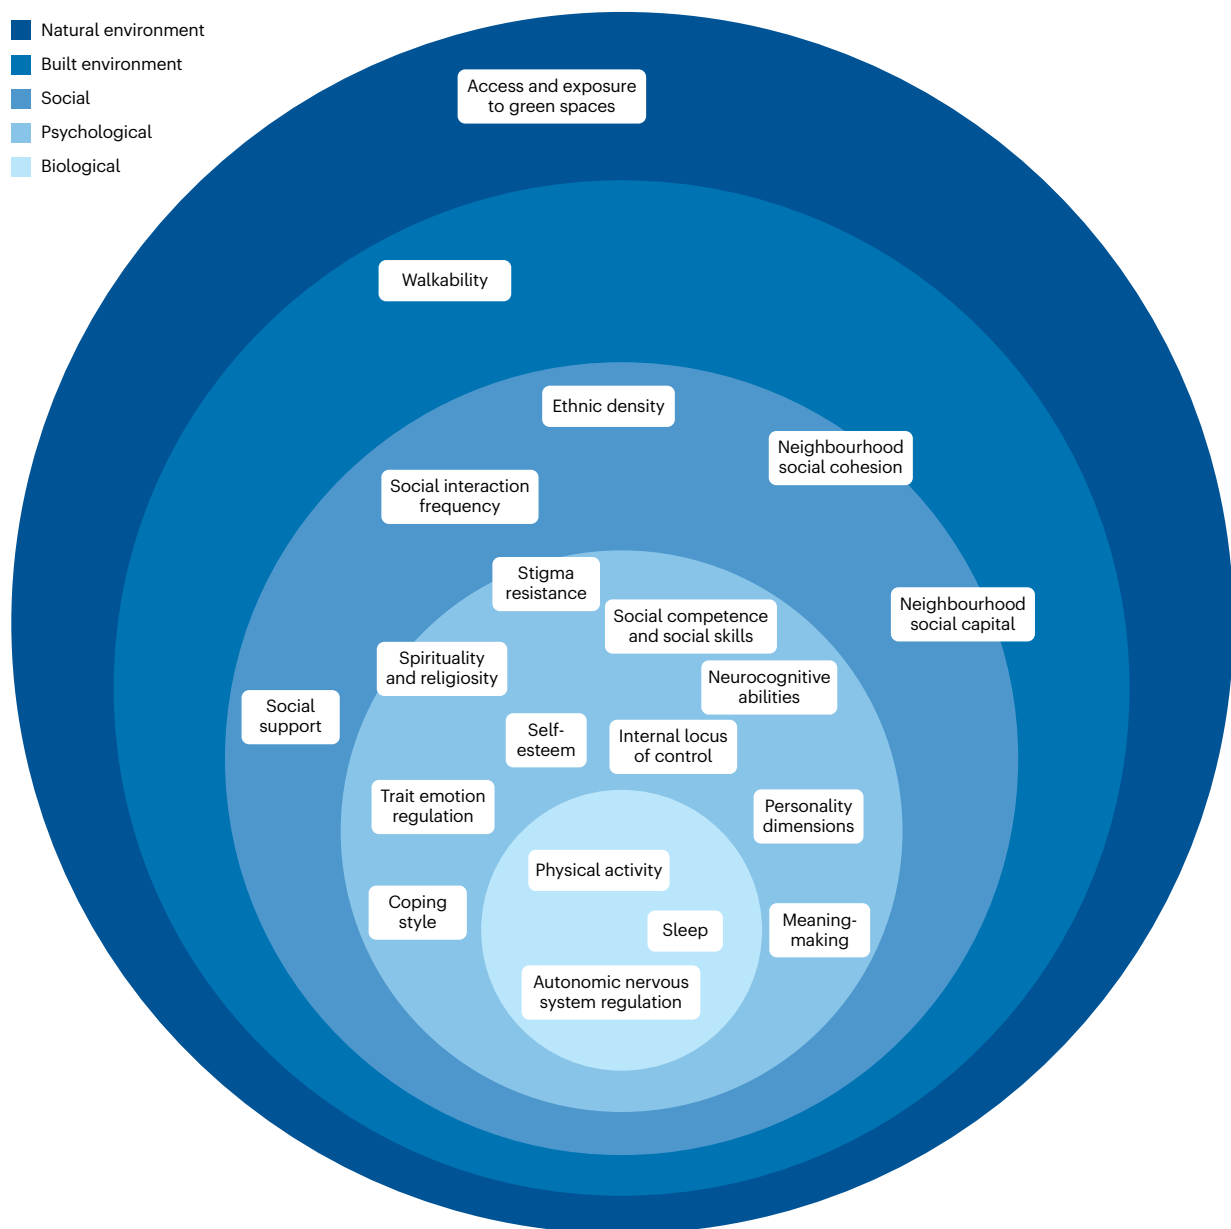 Natural environment
Built environment
Social
Psychological
Biological
Access and exposure
to green spaces
Walkability
Ethnic density
Neighbourhood
social cohesion
Social interaction
frequency
Stigma
resistance
Social competence
and social skills
Neighbourhood
social capital
Spirituality
and religiosity
Neurocognitive
abilities
Social
support
Self-
esteem
Internal locus
of control
Trait emotion
regulation
Personality
dimensions
Physical activity
Coping
style
Sleep
Meaning-
making
Autonomic nervous
system regulation